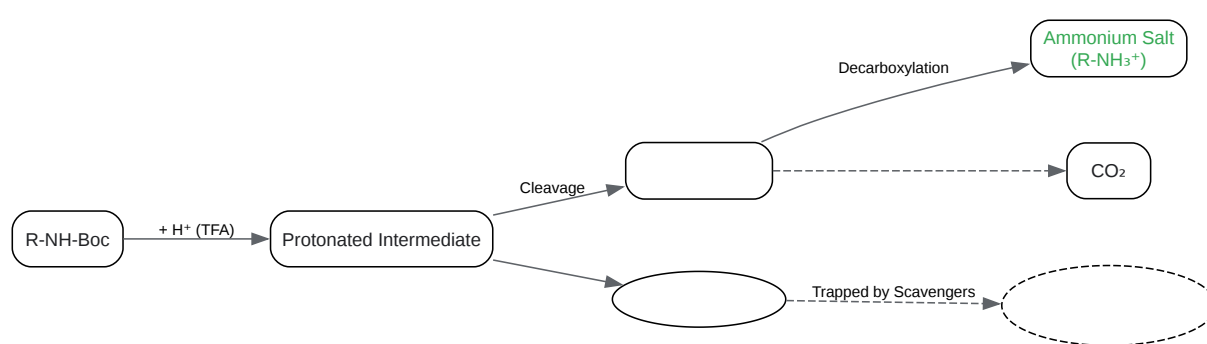 Ammonium Salt
(R-NH₃⁺)
Decarboxylation
CO₂
Cleavage
R-NH-Boc
+ H⁺ (TFA)
Protonated Intermediate
Trapped by Scavengers